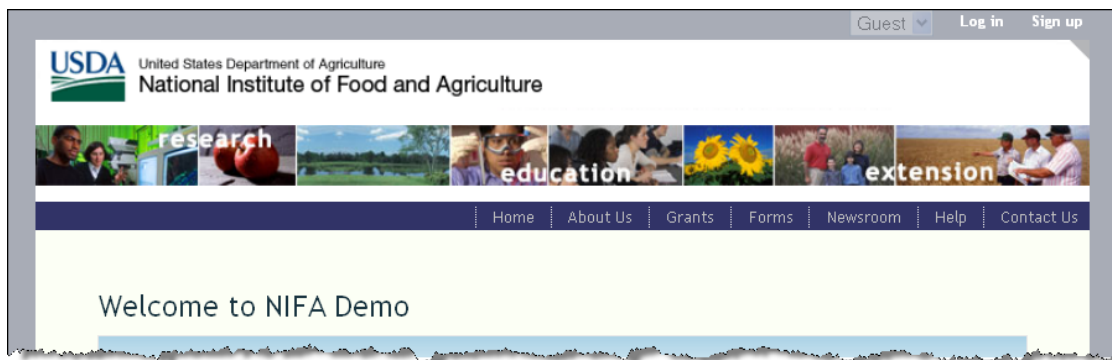 Guest Log in Sign up
USDA
United States Department of Agriculture
National Institute of Food and Agriculture
research
education
extension
Home About Us Grants Forms Newsroom Help Contact Us
Welcome to NIFA Demo